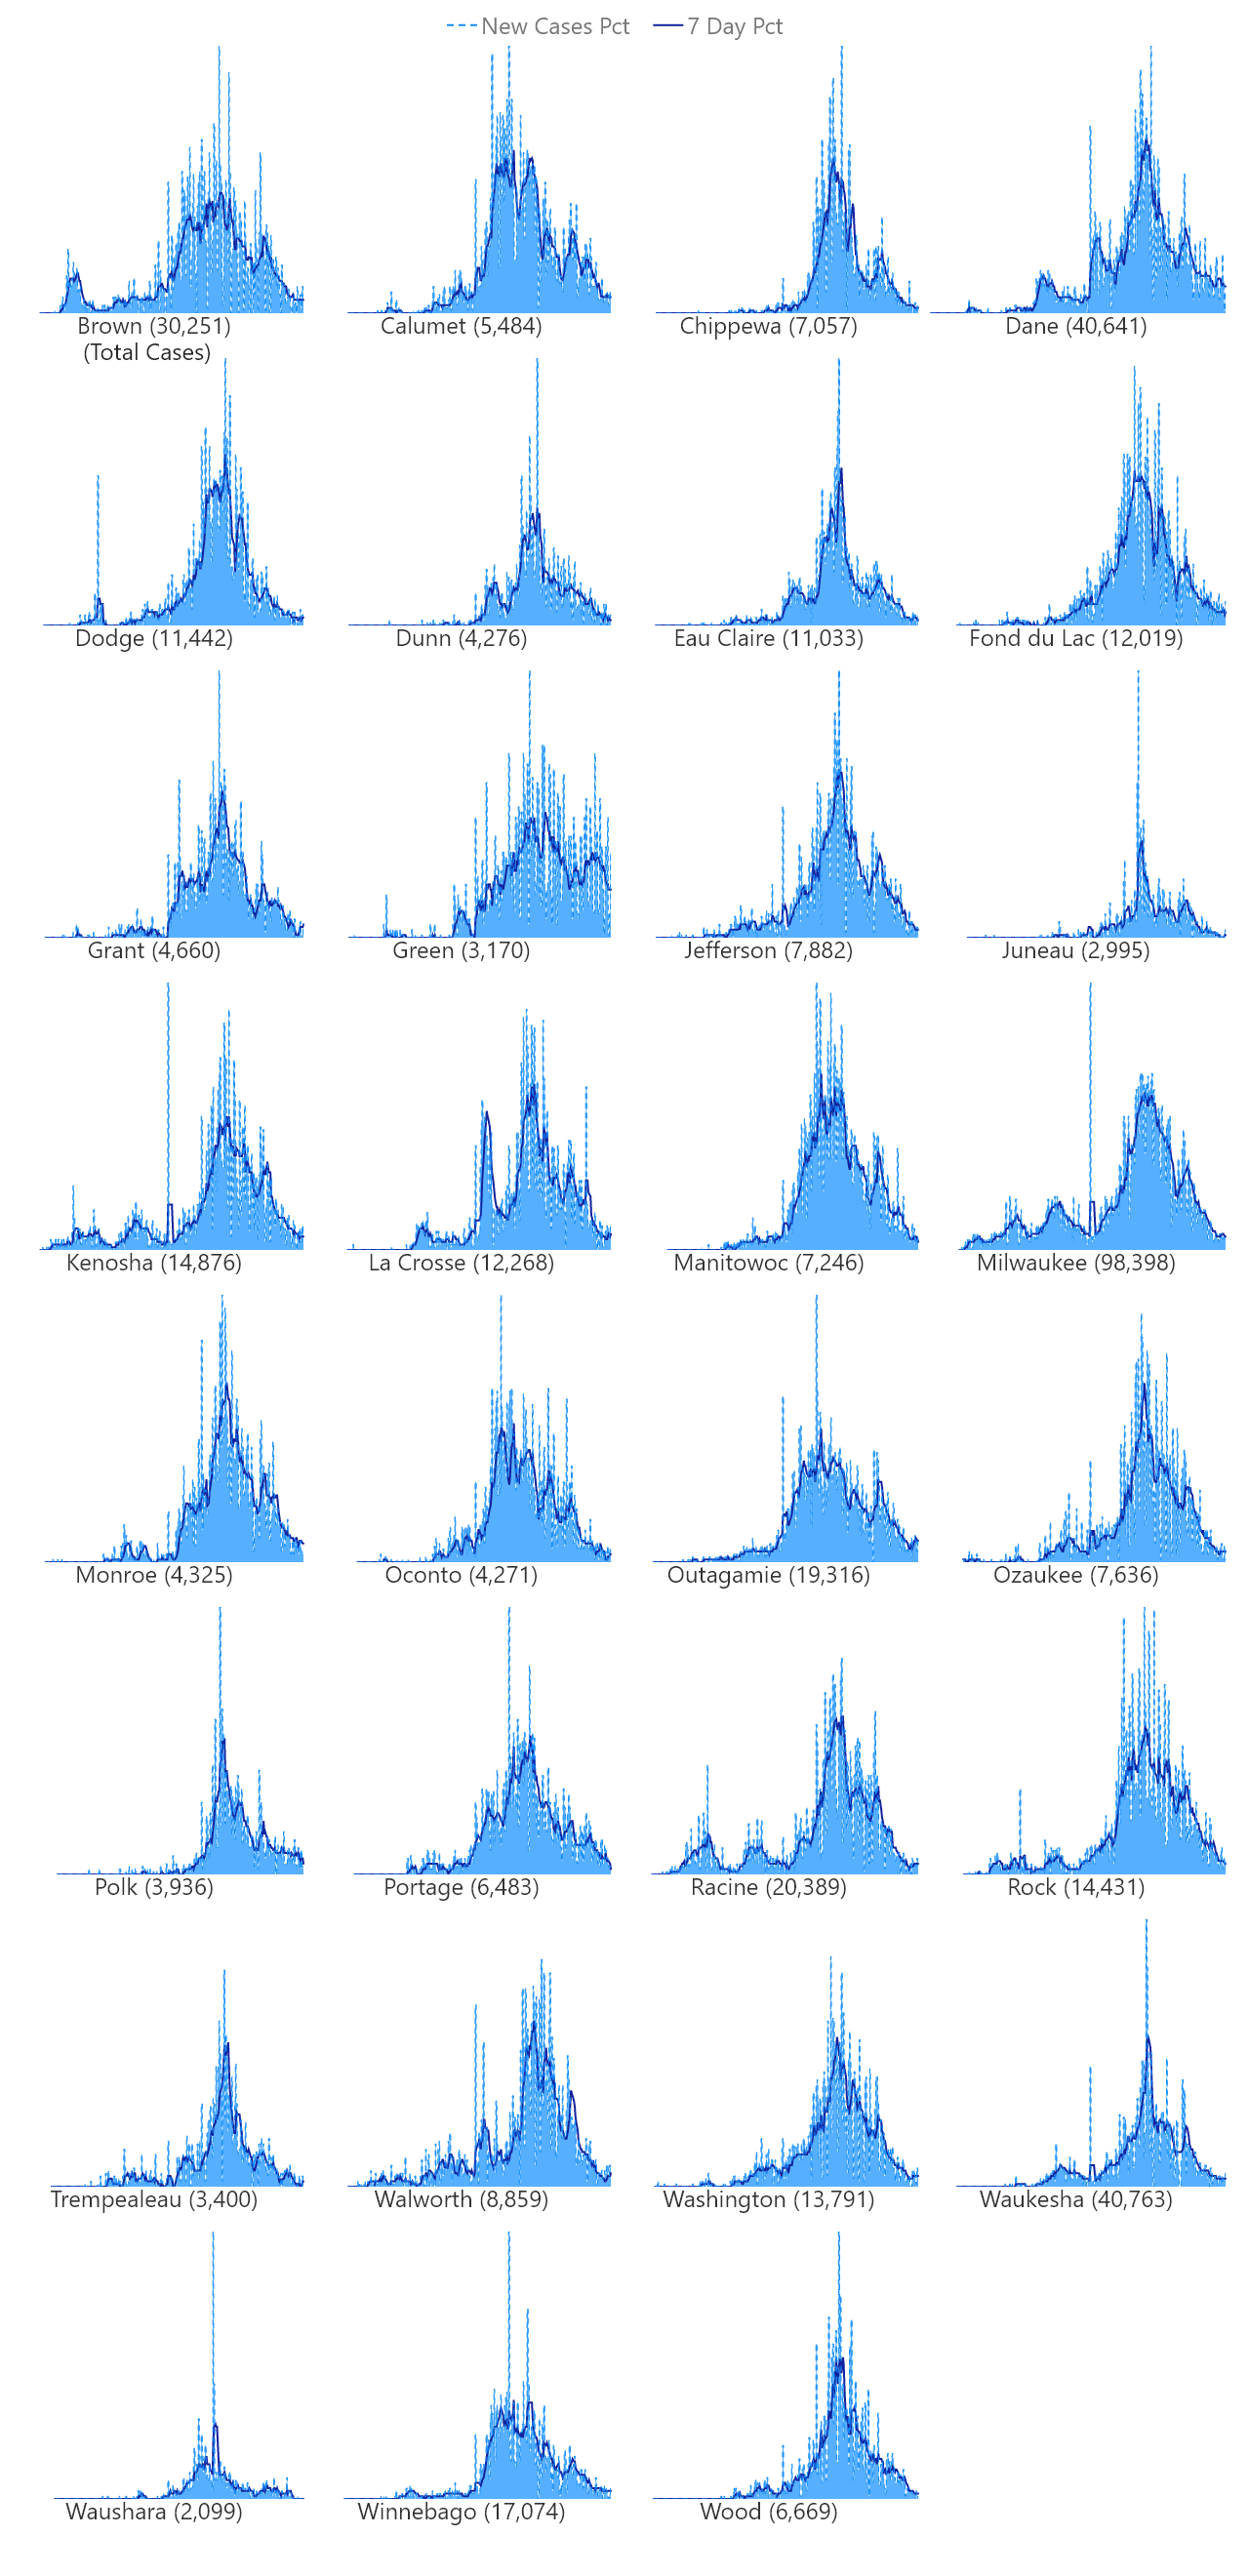 New Cases Pct 7 Day Pct
Brown (30,251) Calumet (5,484) Chippewa (7,057) Dane (40,641)
(Total Cases)
Dodge (11,442) Dunn (4,276) Eau Claire (11,033) Fond du Lac (12,019)
Grant (4,660) Green (3,170) Jefferson (7,882) Juneau (2,995)
Kenosha (14,876) La Crosse (12,268) Manitowoc (7,246) Milwaukee (98,398)
Monroe (4,325) Oconto (4,271) Outagamie (19,316) Ozaukee (7,636)
Polk (3,936) Portage (6,483) Racine (20,389) Rock (14,431)
Trempealeau (3,400) Walworth (8,859) Washington (13,791) Waukesha (40,763)
Waushara (2,099) Winnebago (17,074) Wood (6,669)